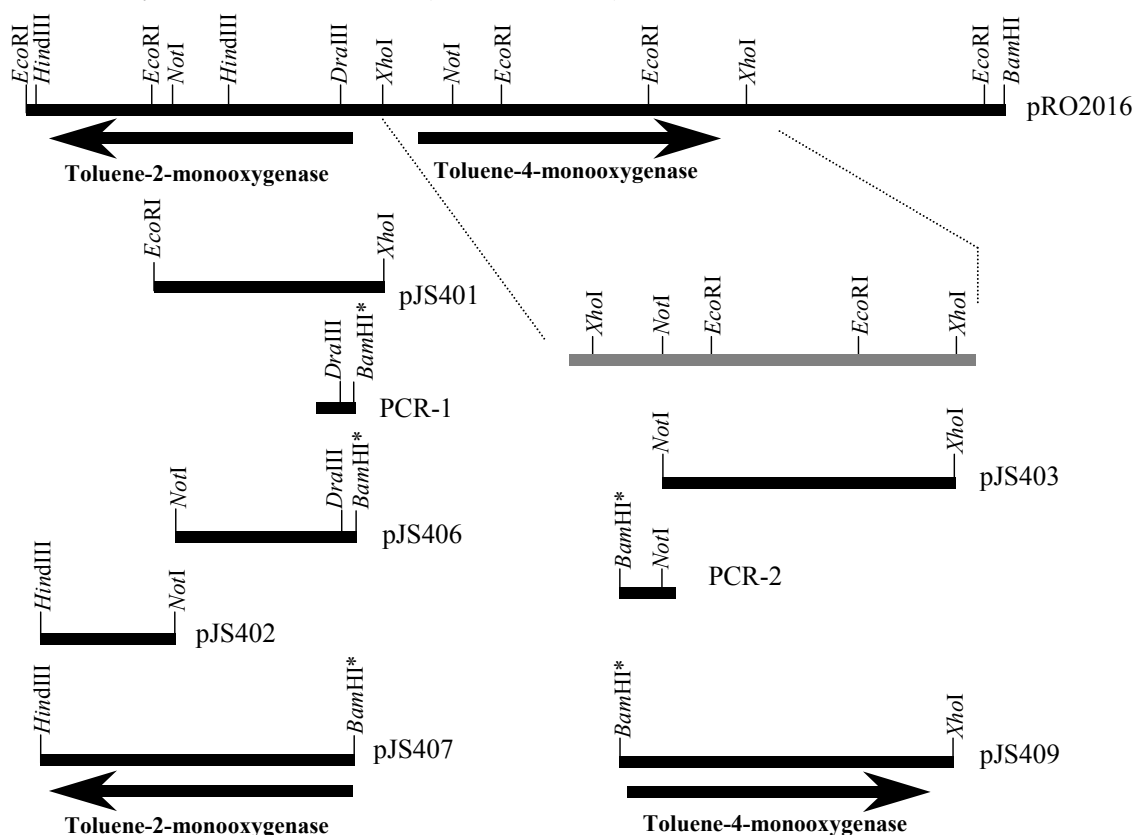 EcoRI HindIII EcoRI NotI HindIII DraIII XhoI NotI EcoRI EcoRI XhoI EcoRI BamHI
pRO2016
Toluene-2-monooxygenase Toluene-4-monooxygenase
EcoRI XhoI
pJS401
XhoI NotI EcoRI EcoRI XhoI
DraIII BamHI*
PCR-1
NotI XhoI
pJS403
NotI DraIII BamHI*
pJS406
BamHI* NotI
PCR-2
HindIII NotI
pJS402
HindIII BamHI*
pJS407
BamHI* XhoI
pJS409
Toluene-2-monooxygenase Toluene-4-monooxygenase